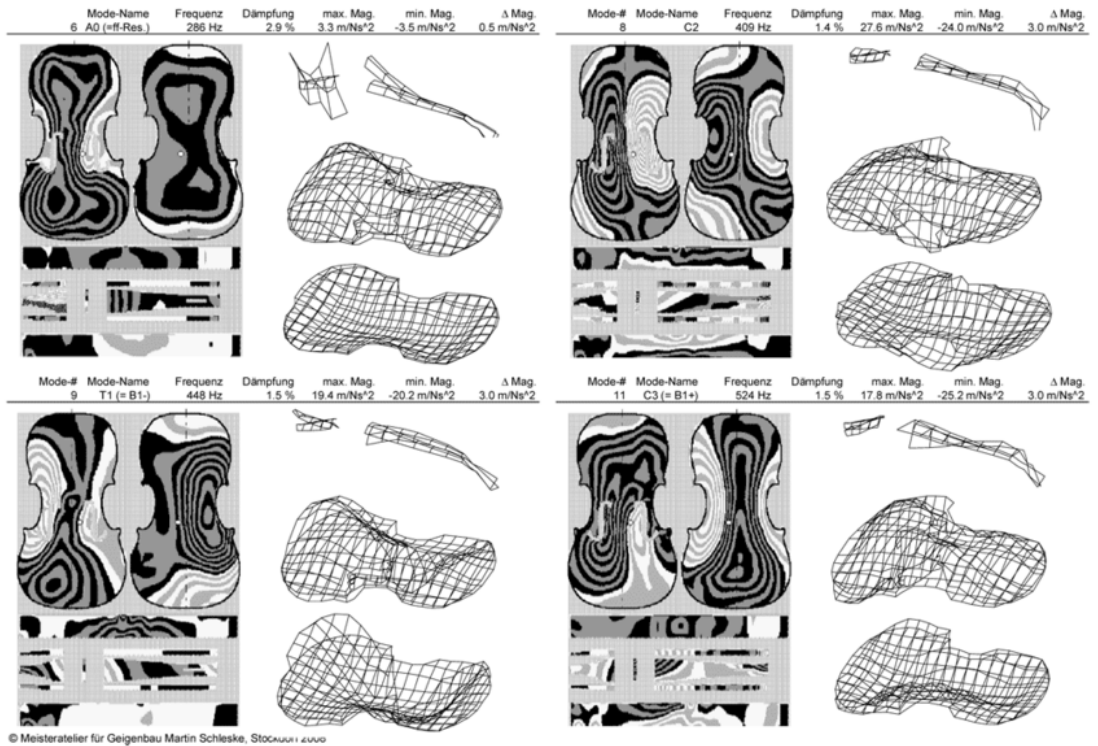 Mode-Name Frequenz Dämpfung max. Mag. min. Mag. Δ Mag.
6 A0 (=ff-Res.) 286 Hz 2.9 % 3.3 m/Ns^2 -3.5 m/Ns^2 0.5 m/Ns^2
Mode-# Mode-Name Frequenz Dämpfung max. Mag. min. Mag. Δ Mag.
8 C2 409 Hz 1.4 % 27.6 m/Ns^2 -24.0 m/Ns^2 3.0 m/Ns^2
Mode-# Mode-Name Frequenz Dämpfung max. Mag. min. Mag. Δ Mag.
9 T1 (= B1-) 448 Hz 1.5 % 19.4 m/Ns^2 -20.2 m/Ns^2 3.0 m/Ns^2
Mode-# Mode-Name Frequenz Dämpfung max. Mag. min. Mag. Δ Mag.
11 C3 (= B1+) 524 Hz 1.5 % 17.8 m/Ns^2 -25.2 m/Ns^2 3.0 m/Ns^2
© Meisteratelier für Geigenbau Martin Schleske,